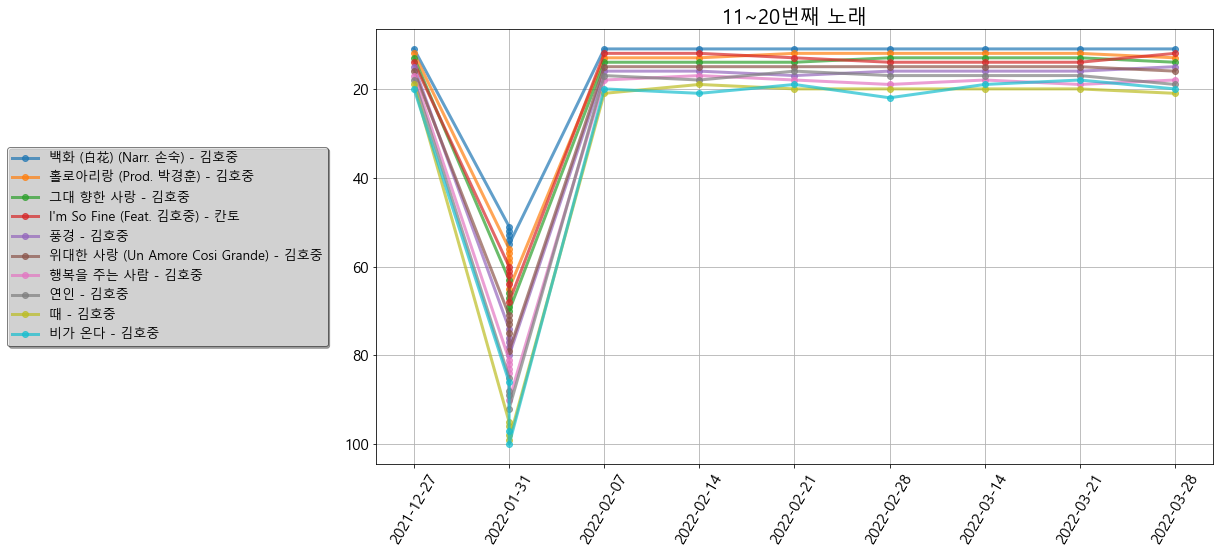 11~20번째 노래
백화 (白花) (Narr. 손숙) - 김호중
홀로아리랑 (Prod. 박경훈) - 김호중
그대 향한 사랑 - 김호중
I'm So Fine (Feat. 김호중) - 칸토
풍경 - 김호중
위대한 사랑 (Un Amore Cosi Grande) - 김호중
행복을 주는 사람 - 김호중
연인 - 김호중
때 - 김호중
비가 온다 - 김호중
20
40
60
80
100
2021-12-27
2022-01-31
2022-02-07
2022-02-14
2022-02-21
2022-02-28
2022-03-14
2022-03-21
2022-03-28